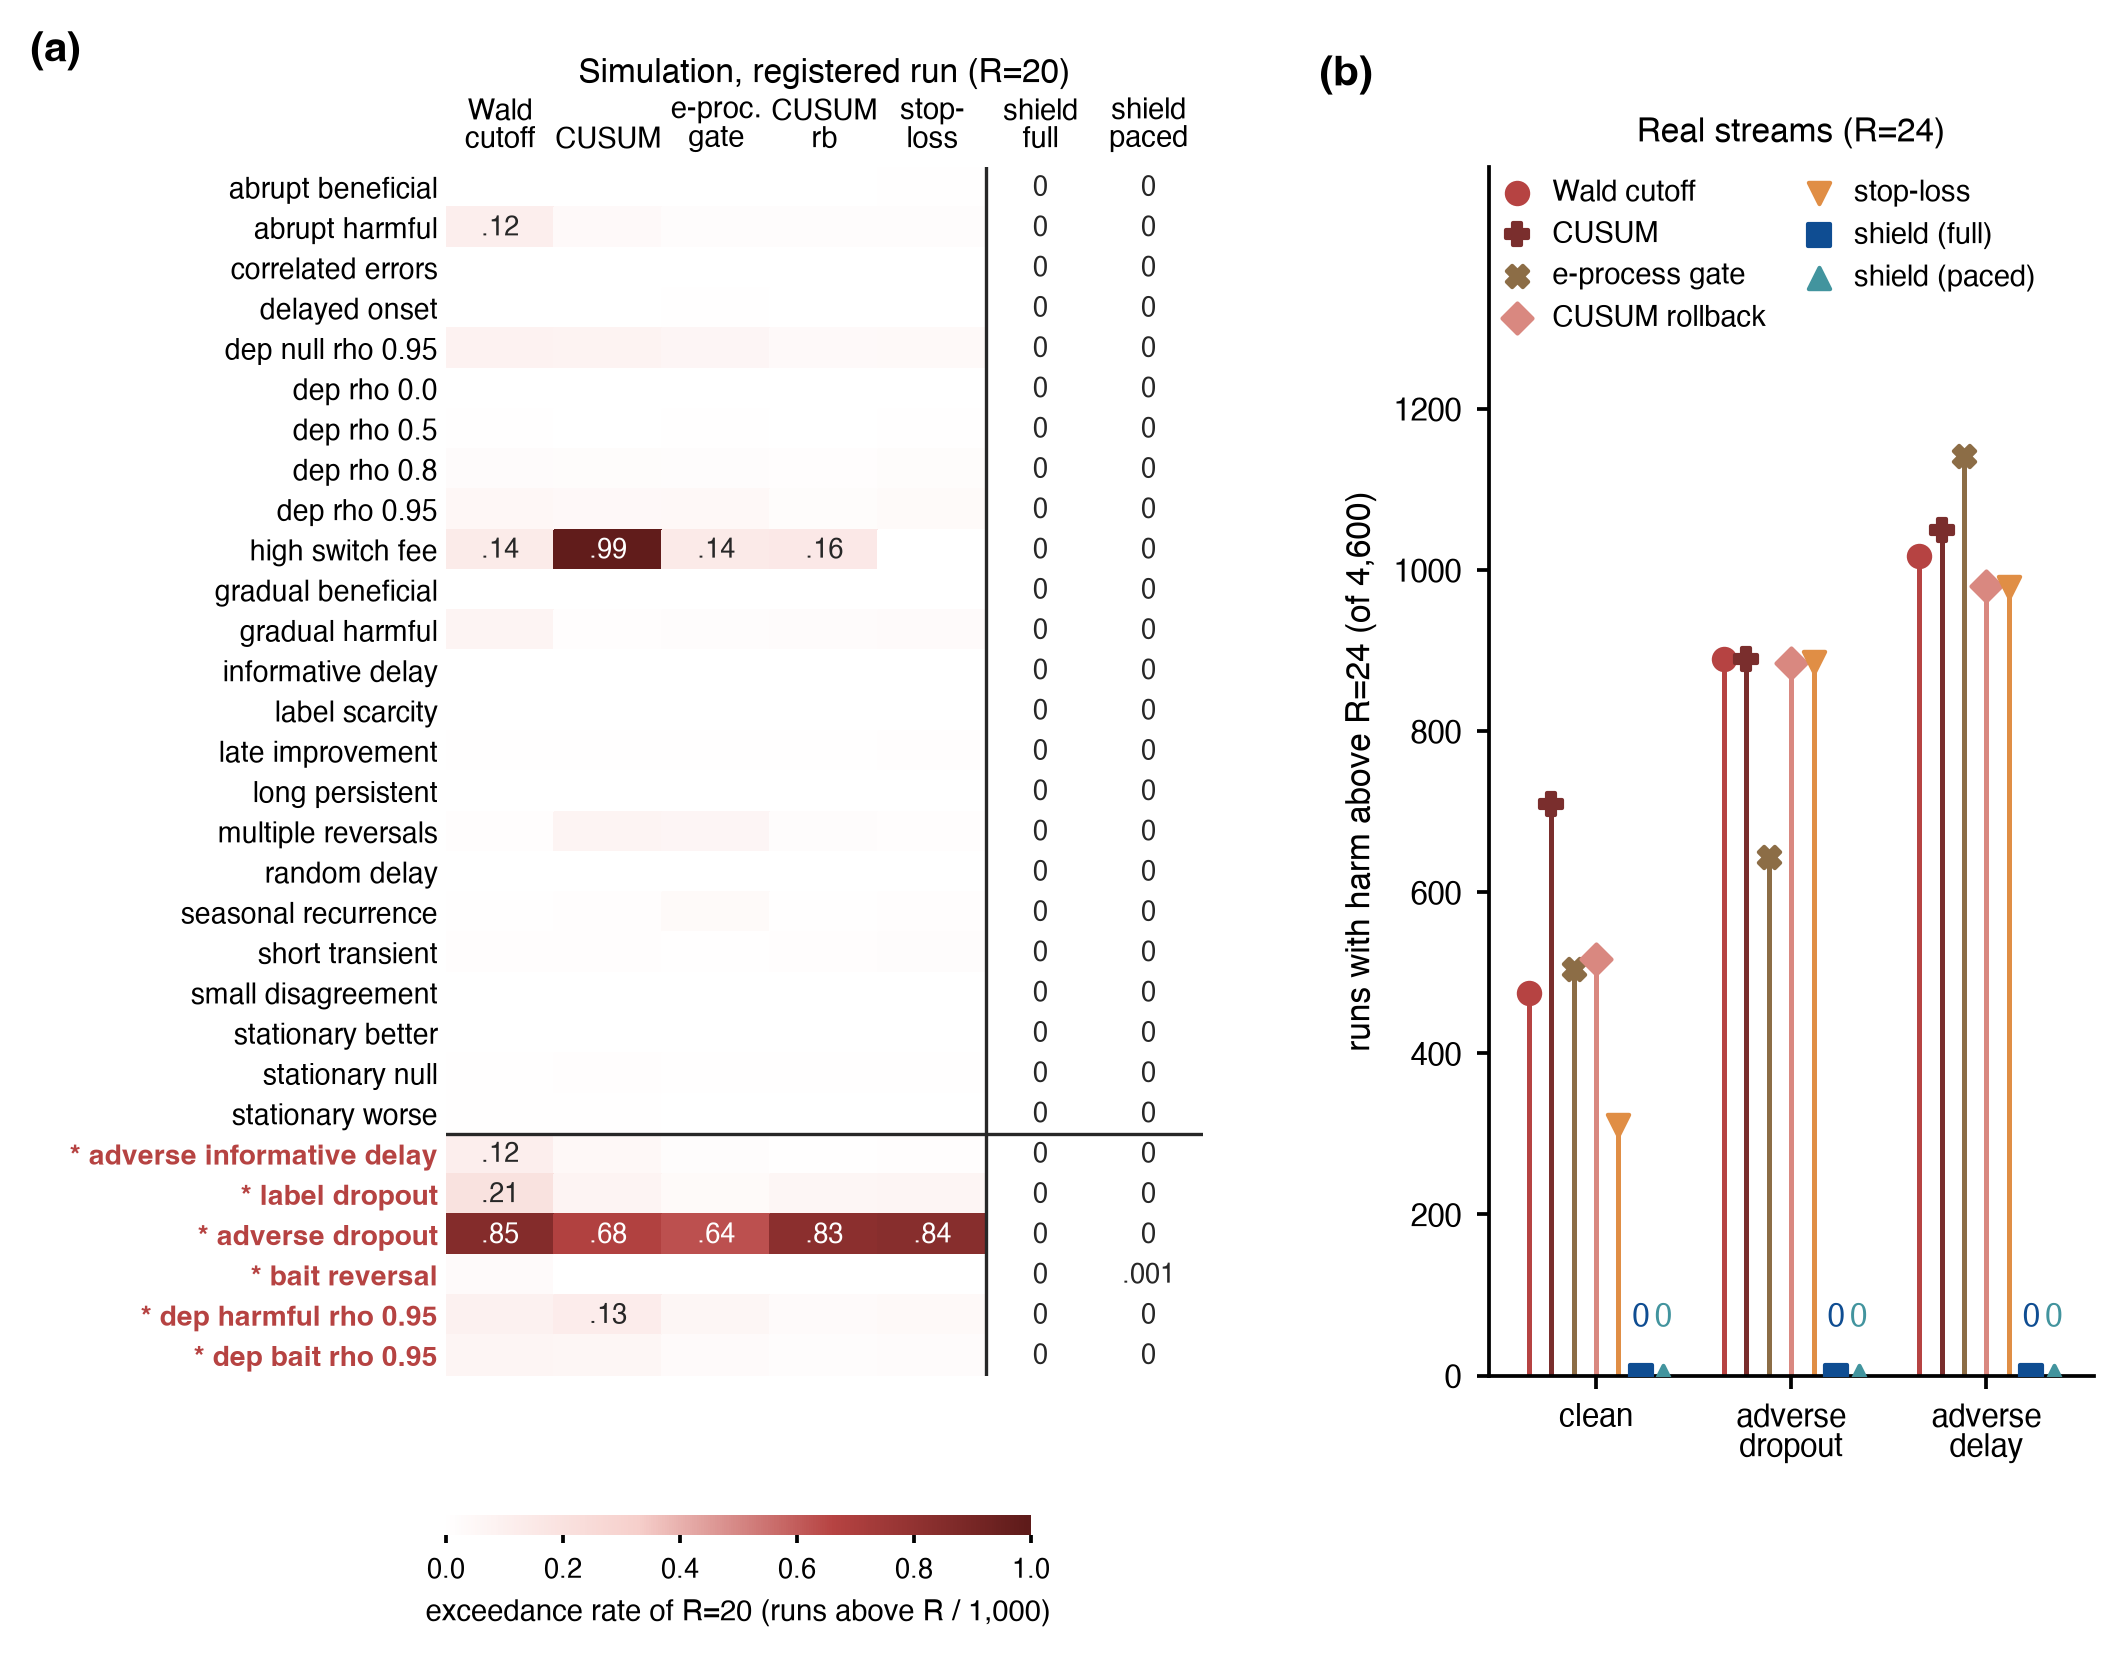 (a)
Simulation, registered run (R=20)
Wald cutoff
CUSUM
e-proc. gate
CUSUM rb
stop-loss
shield full
shield paced
abrupt beneficial 0 0
abrupt harmful .12 0 0
correlated errors 0 0
delayed onset 0 0
dep null rho 0.95 0 0
dep rho 0.0 0 0
dep rho 0.5 0 0
dep rho 0.8 0 0
dep rho 0.95 0 0
high switch fee .14 .99 .14 .16 0 0
gradual beneficial 0 0
gradual harmful 0 0
informative delay 0 0
label scarcity 0 0
late improvement 0 0
long persistent 0 0
multiple reversals 0 0
random delay 0 0
seasonal recurrence 0 0
short transient 0 0
small disagreement 0 0
stationary better 0 0
stationary null 0 0
stationary worse 0 0
* adverse informative delay .12 0 0
* label dropout .21 0 0
* adverse dropout .85 .68 .64 .83 .84 0 0
* bait reversal 0 .001
* dep harmful rho 0.95 .13 0 0
* dep bait rho 0.95 0 0
0.0 0.2 0.4 0.6 0.8 1.0
exceedance rate of R=20 (runs above R / 1,000)
(b)
Real streams (R=24)
Wald cutoff
CUSUM
e-process gate
CUSUM rollback
stop-loss
shield (full)
shield (paced)
runs with harm above R=24 (of 4,600)
1200
1000
800
600
400
200
0
0 0
0 0
0 0
clean
adverse
dropout
adverse
delay